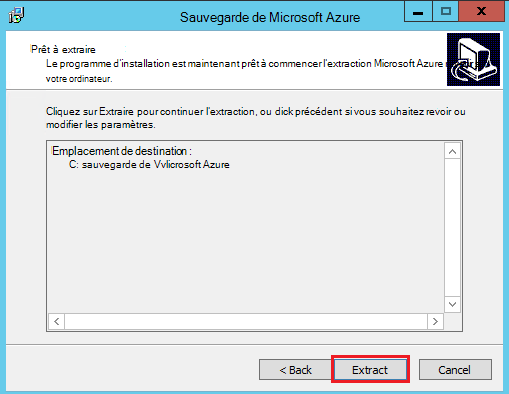 Sauvegarde de Microsoft Azure
Prêt à extraire
Le programme d'installation est maintenant prêt à commencer l'extraction Microsoft Azure
votre ordinateur.
Cliquez sur Extraire pour continuer l'extraction, ou dick précédent si vous souhaitez revoir ou
modifier les paramètres.
Emplacement de destination :
C: sauvegarde de Vvlicrosoft Azure
< Back
Extract
Cancel